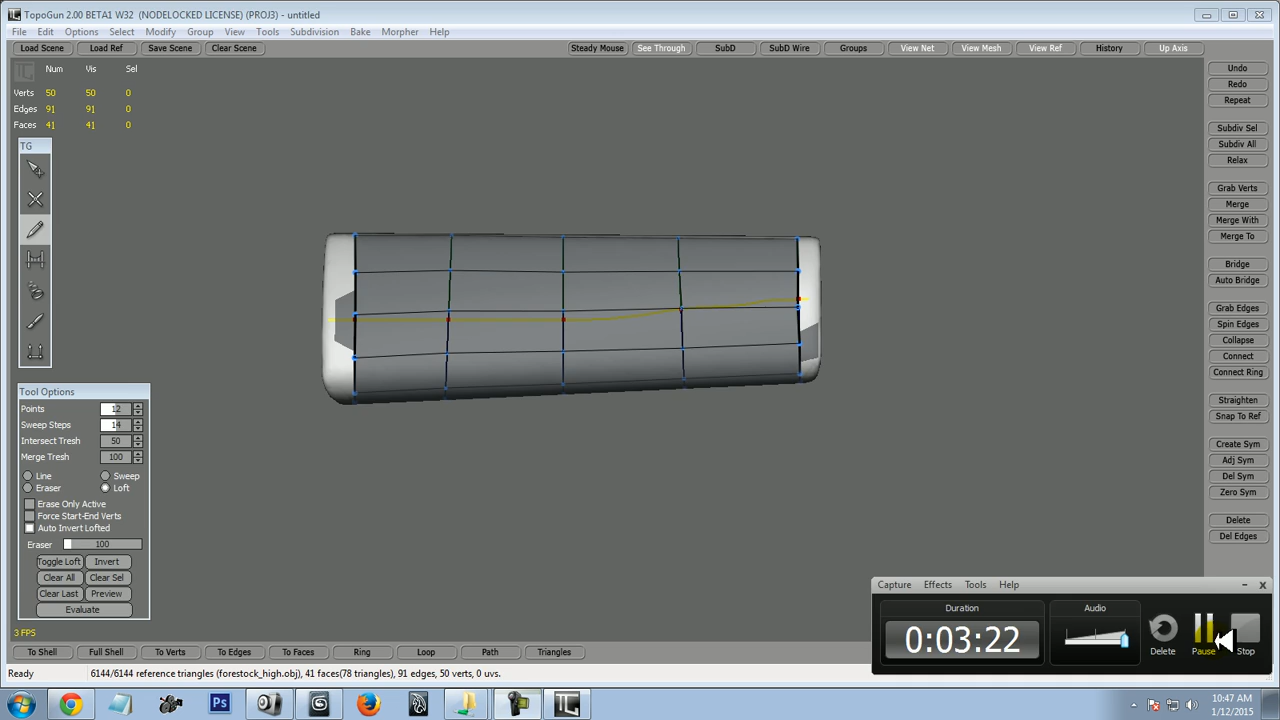 TopoGun 2.00 BETA1 W32 (NODELOCKED LICENSE) (PROJ3) - untitled
File Edit Options Select Modify Group View Tools Subdivision Bake Morpher Help
Load Scene Load Ref Save Scene Clear Scene Steady Mouse See Through SubD SubD Wire Groups View Net View Mesh View Ref History Up Axis
Num Vis Sel
Verts 50 50 0
Edges 91 91 0
Faces 41 41 0
TG
Undo
Redo
Repeat
Subdiv Sel
Subdiv All
Relax
Grab Verts
Merge
Merge With
Merge To
Bridge
Auto Bridge
Grab Edges
Spin Edges
Collapse
Connect
Connect Ring
Straighten
Snap To Ref
Create Sym
Adj Sym
Del Sym
Zero Sym
Delete
Del Edges
Tool Options
Points 12
Sweep Steps 14
Intersect Tresh 50
Merge Tresh 100
Line Sweep
Eraser Loft
Erase Only Active
Force Start-End Verts
Auto Invert Lofted
Eraser 100
Toggle Loft Invert
Clear All Clear Sel
Clear Last Preview
Evaluate
3 FPS
Capture Effects Tools Help
Duration
0:03:22
Audio
Delete Pause Stop
To Shell Full Shell To Verts To Edges To Faces Ring Loop Path Triangles
Ready 6144/6144 reference triangles (forestock_high.obj), 41 faces(78 triangles), 91 edges, 50 verts, 0 uvs.
Ps
10:47 AM
1/12/2015